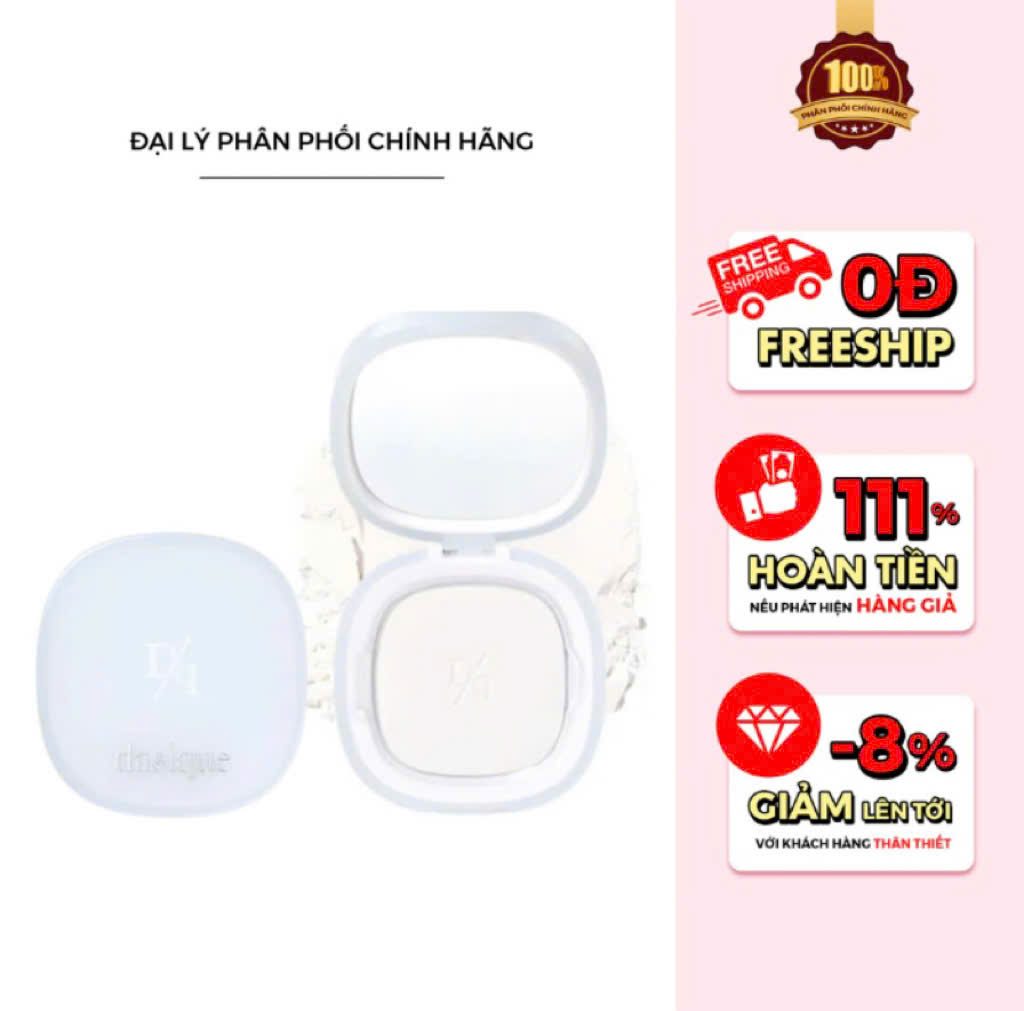 ĐẠI LÝ PHÂN PHỐI CHÍNH HÃNG
dasique
100%
PHÂN PHỐI CHÍNH HÃNG
FREE
SHIPPING
0Đ
FREESHIP
111%
HOÀN TIỀN
NẾU PHÁT HIỆN HÀNG GIẢ
-8%
GIẢM LÊN TỚI
VỚI KHÁCH HÀNG THÂN THIẾT